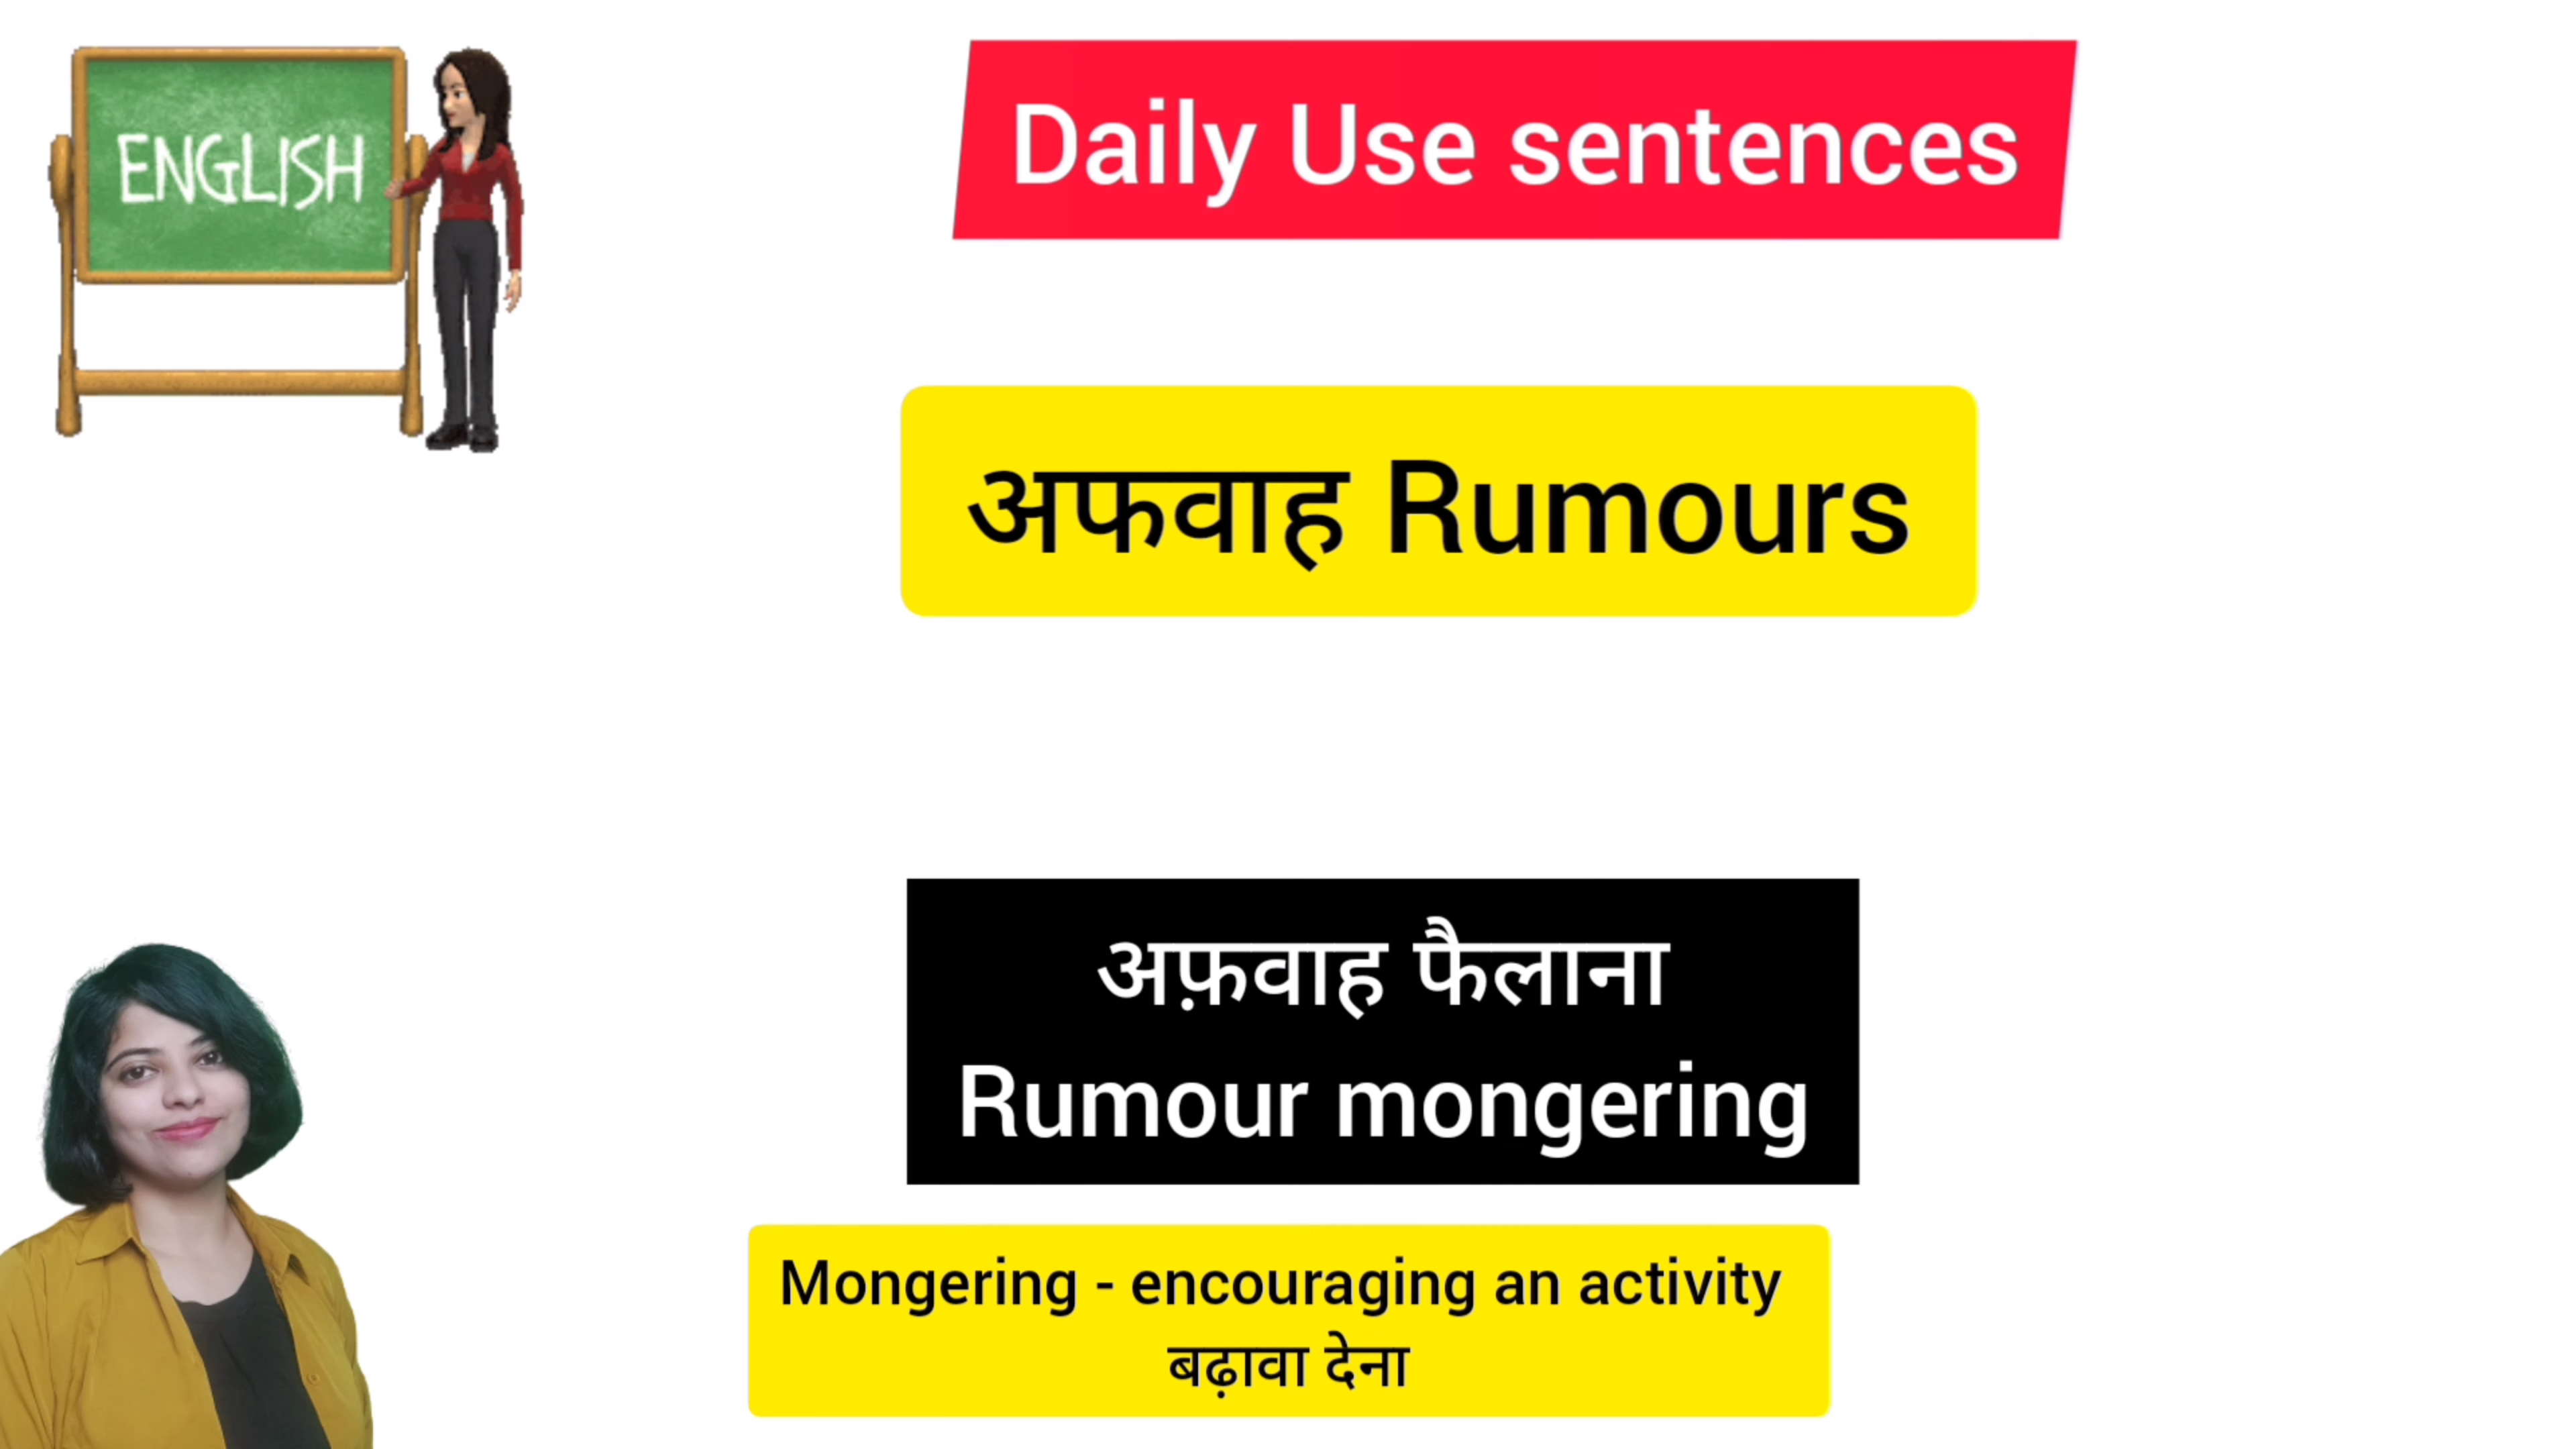 ENGLISH
Daily Use sentences
अफवाह Rumours
अफ़वाह फैलाना
Rumour mongering
Mongering - encouraging an activity
बढ़ावा देना